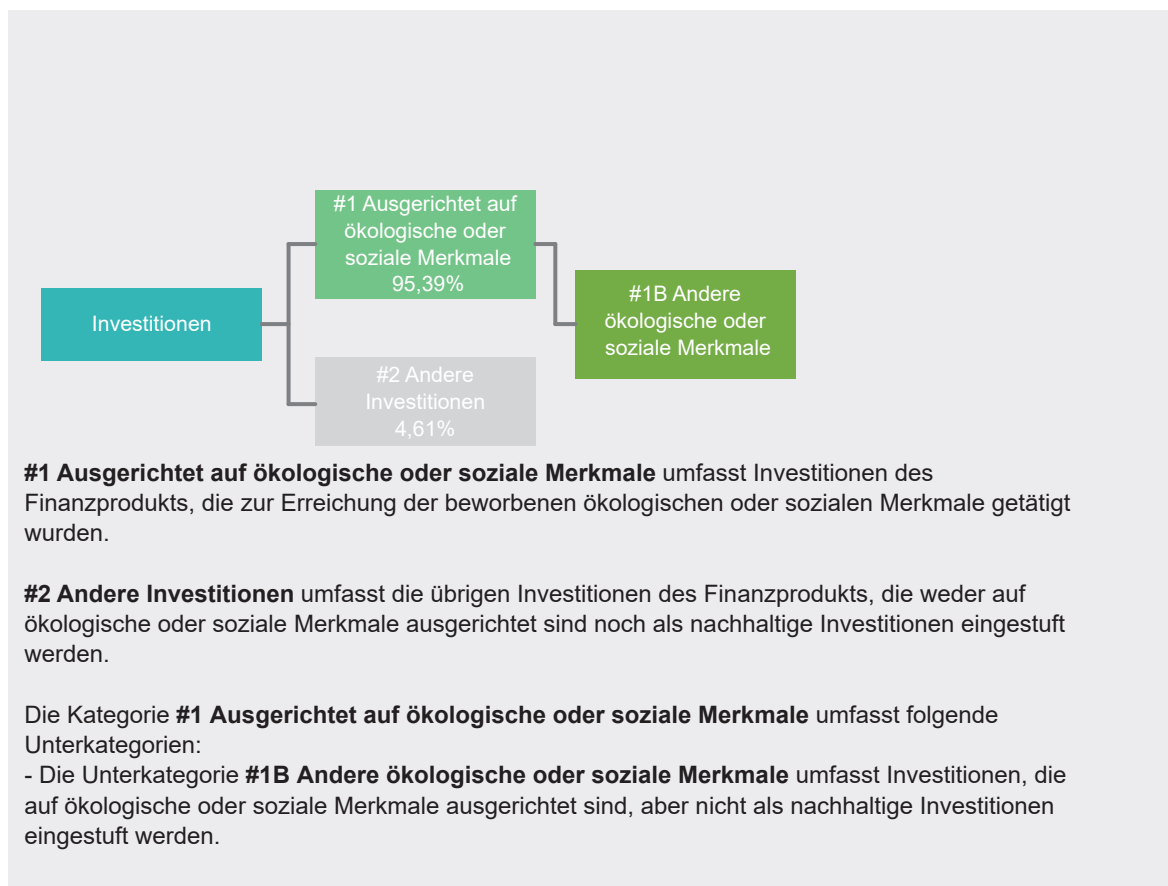 #1 Ausgerichtet auf
ökologische oder
soziale Merkmale
95,39%
Investitionen
#1B Andere
ökologische oder
soziale Merkmale
#2 Andere
Investitionen
4,61%
#1 Ausgerichtet auf ökologische oder soziale Merkmale umfasst Investitionen des
Finanzprodukts, die zur Erreichung der beworbenen ökologischen oder sozialen Merkmale getätigt
wurden.
#2 Andere Investitionen umfasst die übrigen Investitionen des Finanzprodukts, die weder auf
ökologische oder soziale Merkmale ausgerichtet sind noch als nachhaltige Investitionen eingestuft
werden.
Die Kategorie #1 Ausgerichtet auf ökologische oder soziale Merkmale umfasst folgende
Unterkategorien:
- Die Unterkategorie #1B Andere ökologische oder soziale Merkmale umfasst Investitionen, die
auf ökologische oder soziale Merkmale ausgerichtet sind, aber nicht als nachhaltige Investitionen
eingestuft werden.